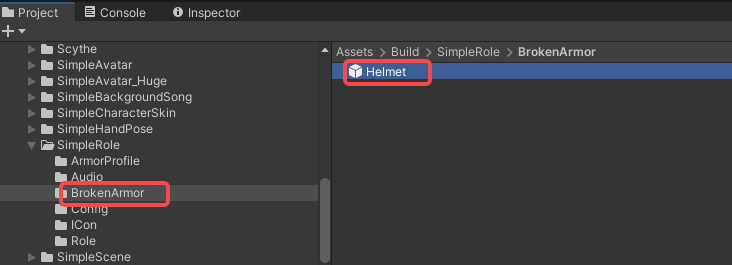 Project Console Inspector
+
Scythe
SimpleAvatar
SimpleAvatar_Huge
SimpleBackgroundSong
SimpleCharacterSkin
SimpleHandPose
SimpleRole
ArmorProfile
Audio
BrokenArmor
Config
ICon
Role
SimpleScene
Assets > Build > SimpleRole > BrokenArmor
Helmet